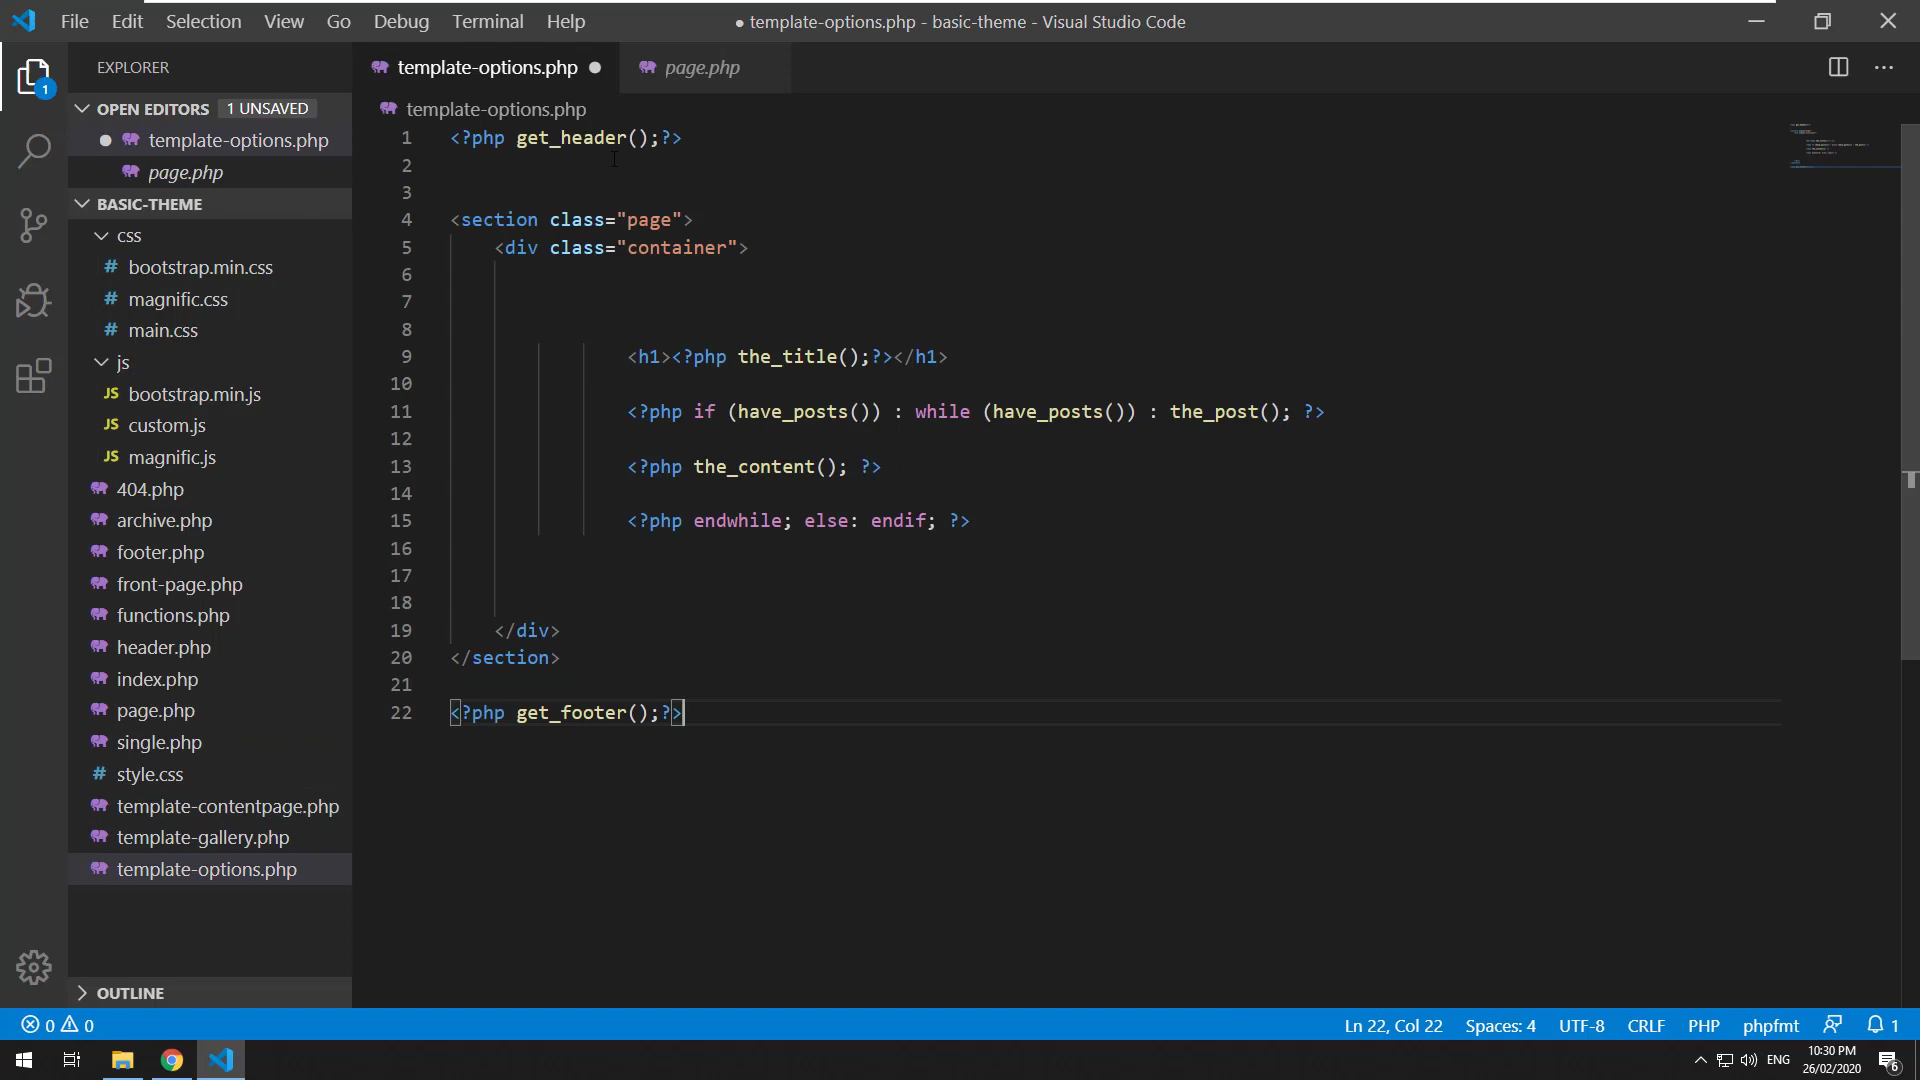 File Edit Selection View Go Debug Terminal Help
● template-options.php - basic-theme - Visual Studio Code
1
EXPLORER
OPEN EDITORS 1 UNSAVED
template-options.php
page.php
BASIC-THEME
css
# bootstrap.min.css
# magnific.css
# main.css
js
JS bootstrap.min.js
JS custom.js
JS magnific.js
404.php
archive.php
footer.php
front-page.php
functions.php
header.php
index.php
page.php
single.php
# style.css
template-contentpage.php
template-gallery.php
template-options.php
OUTLINE
template-options.php page.php
template-options.php
1 <?php get_header();?>
2
3
4 <section class="page">
5 <div class="container">
6
7
8
9 <h1><?php the_title();?></h1>
10
11 <?php if (have_posts()) : while (have_posts()) : the_post(); ?>
12
13 <?php the_content(); ?>
14
15 <?php endwhile; else: endif; ?>
16
17
18
19 </div>
20 </section>
21
22 <?php get_footer();?>
0 0 Ln 22, Col 22 Spaces: 4 UTF-8 CRLF PHP phpfmt 1
ENG 10:30 PM
26/02/2020
6